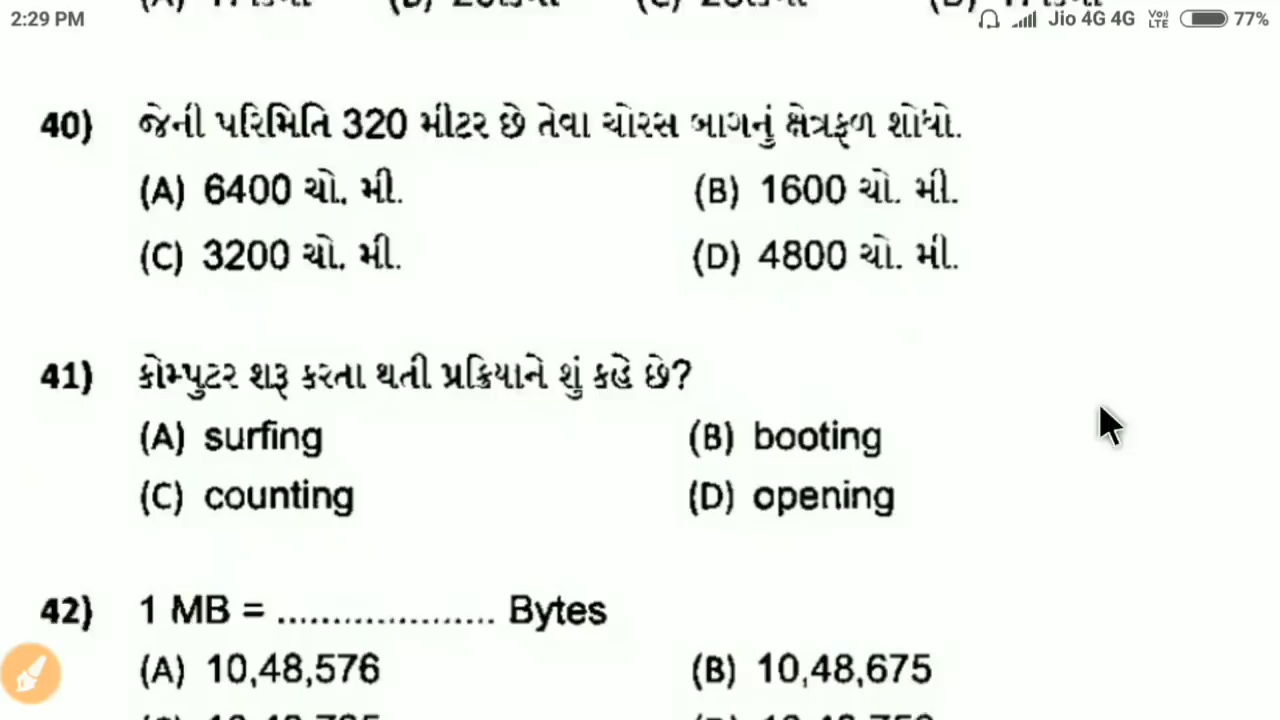 2:29 PM
Jio 4G 4G VoLTE 77%
40) જેની પરિમિતિ 320 મીટર છે તેવા ચોરસ બાગનું ક્ષેત્રફળ શોધો.
(A) 6400 ચો. મી. (B) 1600 ચો. મી.
(C) 3200 ચો. મી. (D) 4800 ચો. મી.
41) કોમ્પુટર શરૂ કરતા થતી પ્રક્રિયાને શું કહે છે?
(A) surfing (B) booting
(C) counting (D) opening
42) 1 MB = .................... Bytes
(A) 10,48,576 (B) 10,48,675